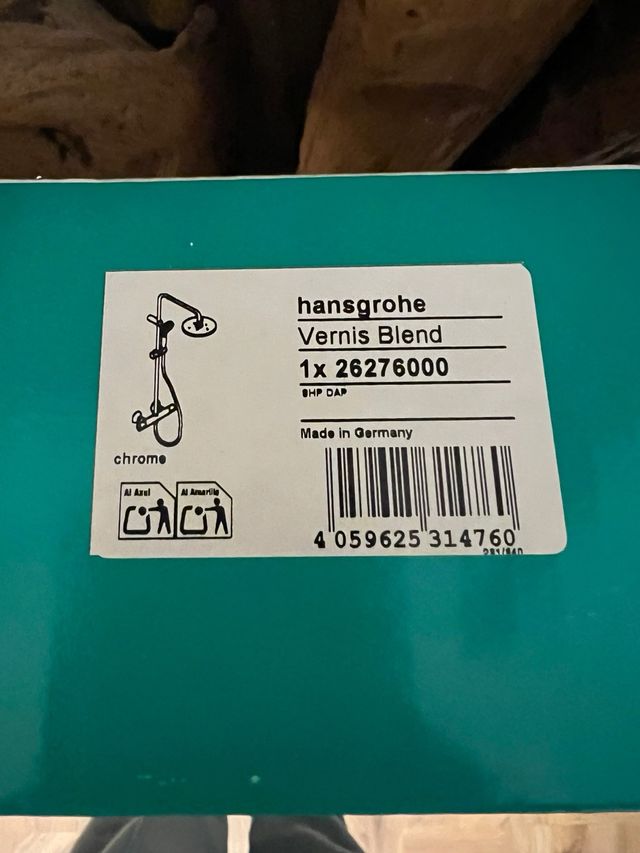 hansgrohe
Vernis Blend
1x 26276000
SHP DAP
Made in Germany
chrome
Al Azul
Al Amarillo
4 059625 314760